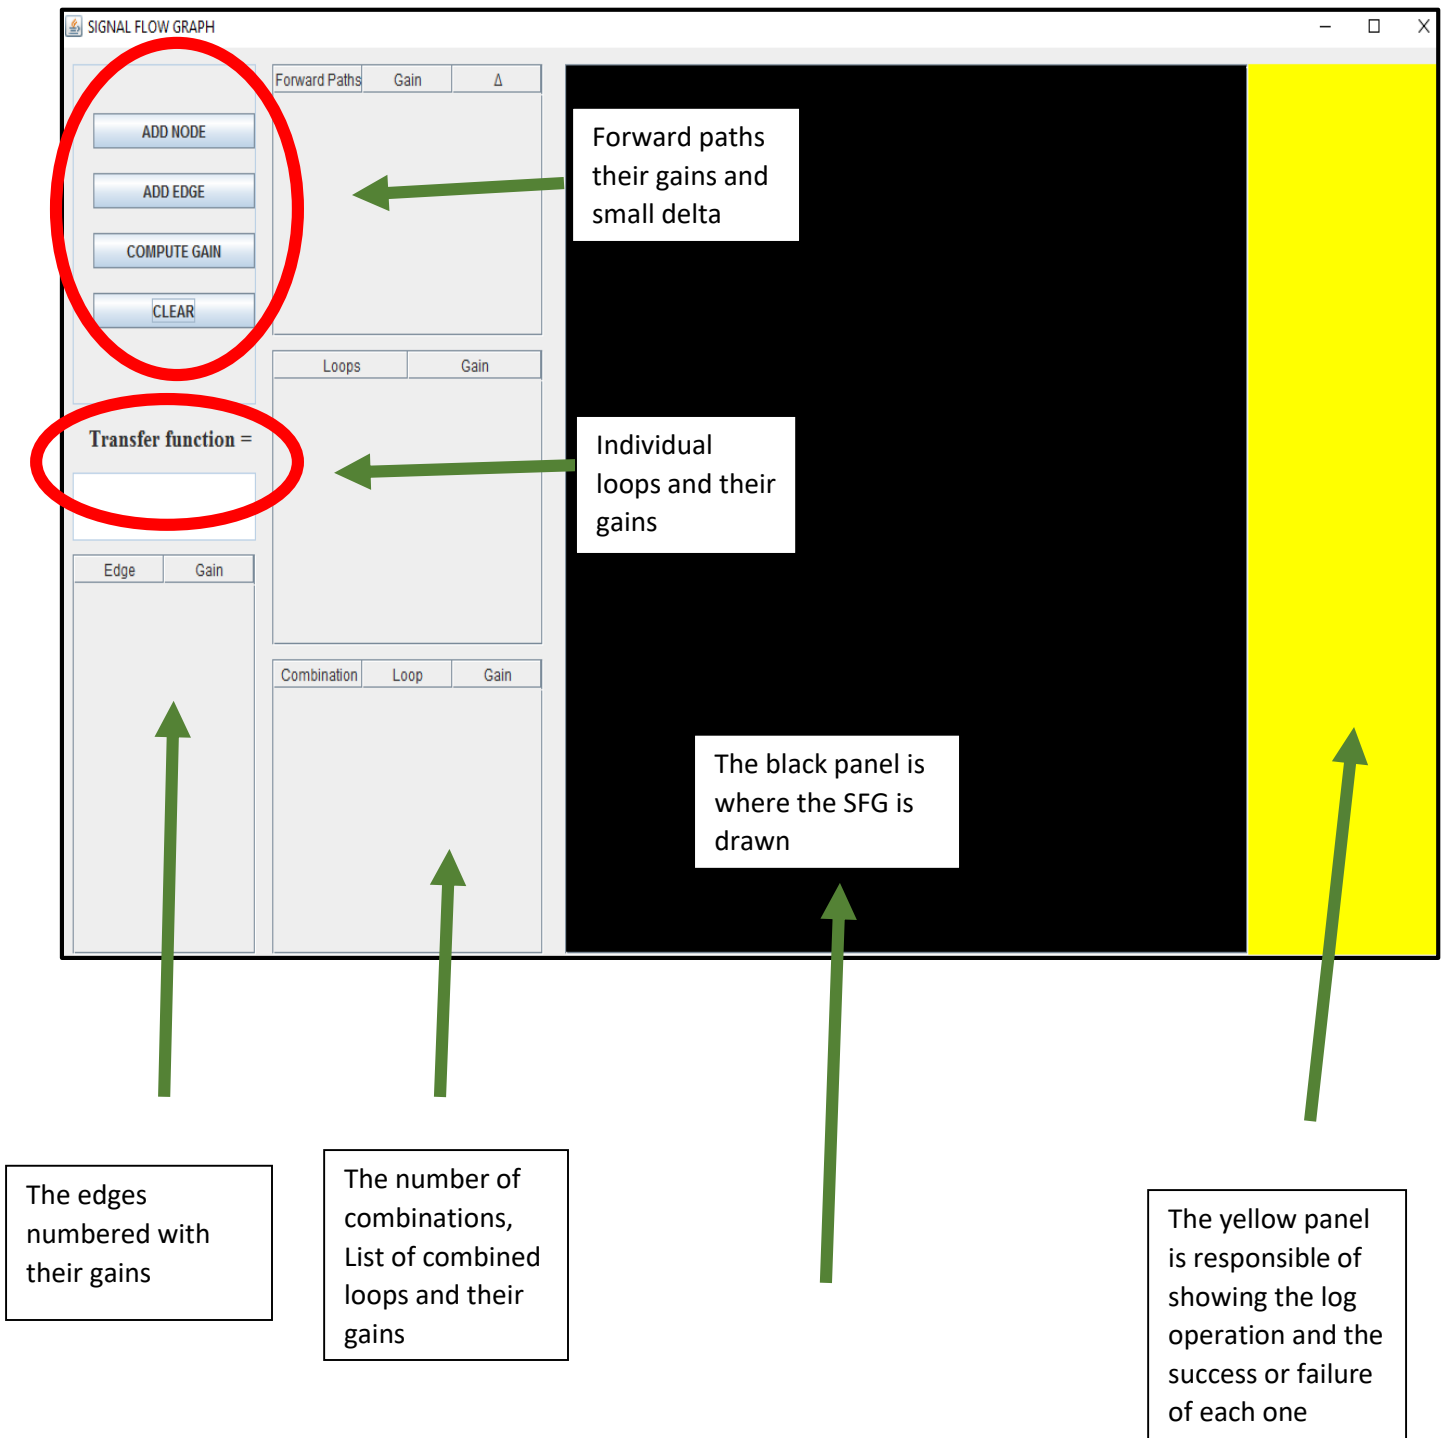 SIGNAL FLOW GRAPH
ADD NODE
ADD EDGE
COMPUTE GAIN
CLEAR
Transfer function =
Edge Gain
Forward Paths Gain Δ
Loops Gain
Combination Loop Gain
Forward paths
their gains and
small delta
Individual
loops and their
gains
The black panel is
where the SFG is
drawn
The edges
numbered with
their gains
The number of
combinations,
List of combined
loops and their
gains
The yellow panel
is responsible of
showing the log
operation and the
success or failure
of each one